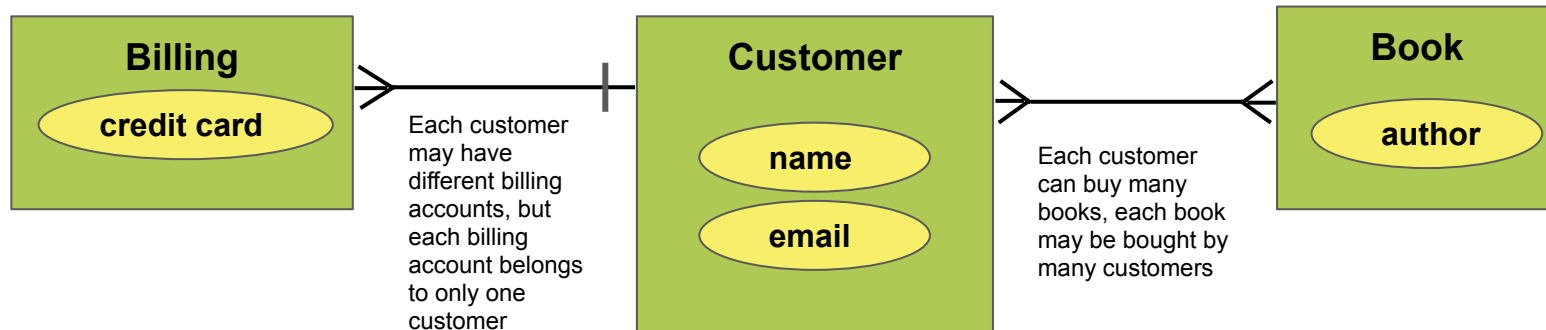 Billing
credit card
Each customer
may have
different billing
accounts, but
each billing
account belongs
to only one
customer
Customer
name
email
Each customer
can buy many
books, each book
may be bought by
many customers
Book
author